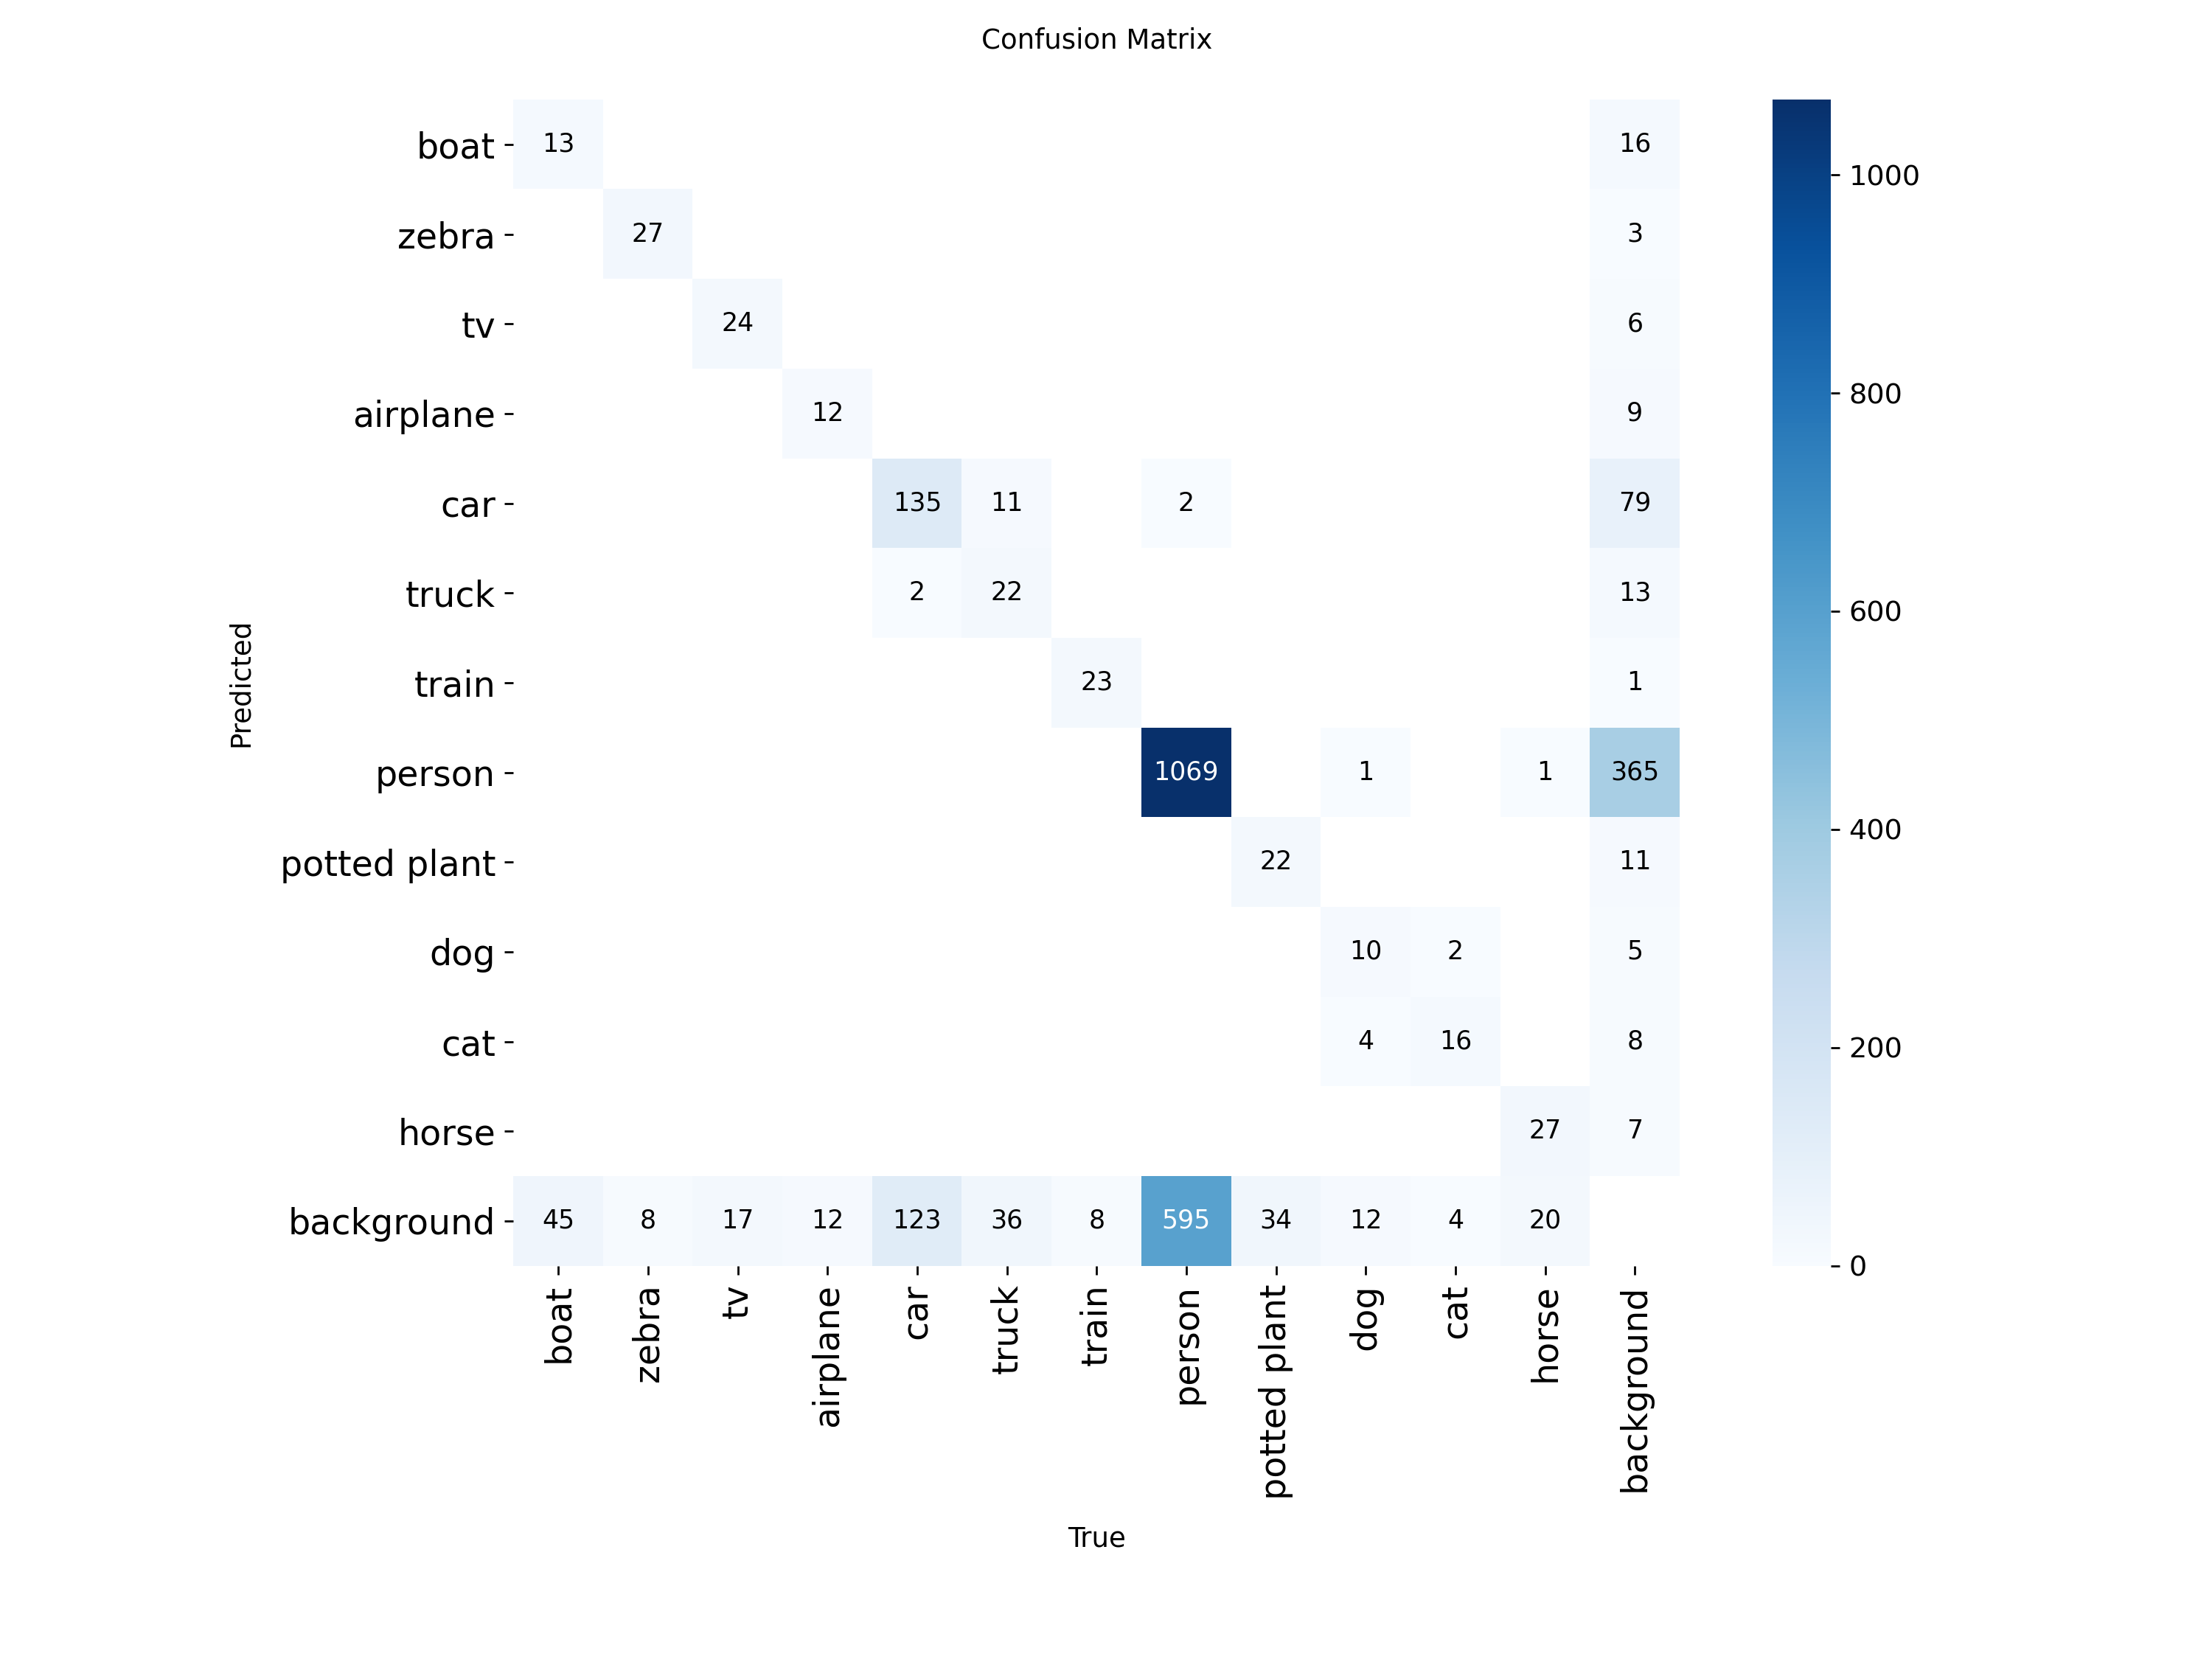 Confusion Matrix
boat 13 16
zebra 27 3
tv 24 6
airplane 12 9
car 135 11 2 79
truck 2 22 13
train 23 1
person 1069 1 1 365
potted plant 22 11
dog 10 2 5
cat 4 16 8
horse 27 7
background 45 8 17 12 123 36 8 595 34 12 4 20
boat zebra tv airplane car truck train person potted plant dog cat horse background
Predicted
True
1000
800
600
400
200
0